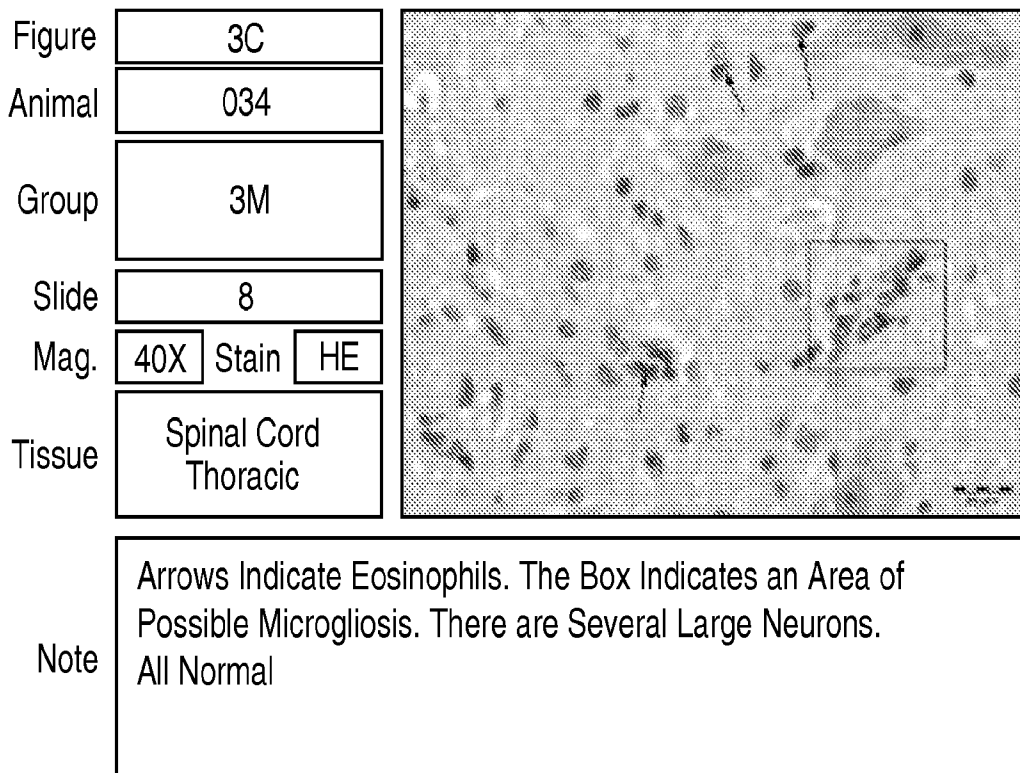 Figure 3C
Animal 034
Group 3M
Slide 8
Mag. 40X Stain HE
Tissue Spinal Cord
Thoracic
Note Arrows Indicate Eosinophils. The Box Indicates an Area of
Possible Microgliosis. There are Several Large Neurons.
All Normal